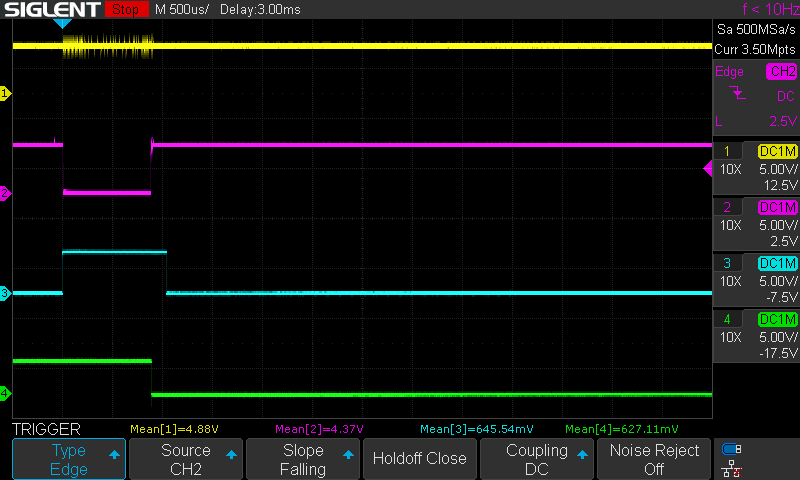 SIGLENT Stop M 500us/ Delay:3.00ms f < 10Hz
Sa 500MSa/s
Curr 3.50Mpts
Edge CH2
DC
L 2.5V
1 DC1M
10X 5.00V/
12.5V
2 DC1M
10X 5.00V/
2.5V
3 DC1M
10X 5.00V/
-7.5V
4 DC1M
10X 5.00V/
-17.5V
1
2
3
4
TRIGGER Mean[1]=4.88V Mean[2]=4.37V Mean[3]=645.54mV Mean[4]=627.11mV
Type
Edge
Source
CH2
Slope
Falling
Holdoff Close
Coupling
DC
Noise Reject
Off